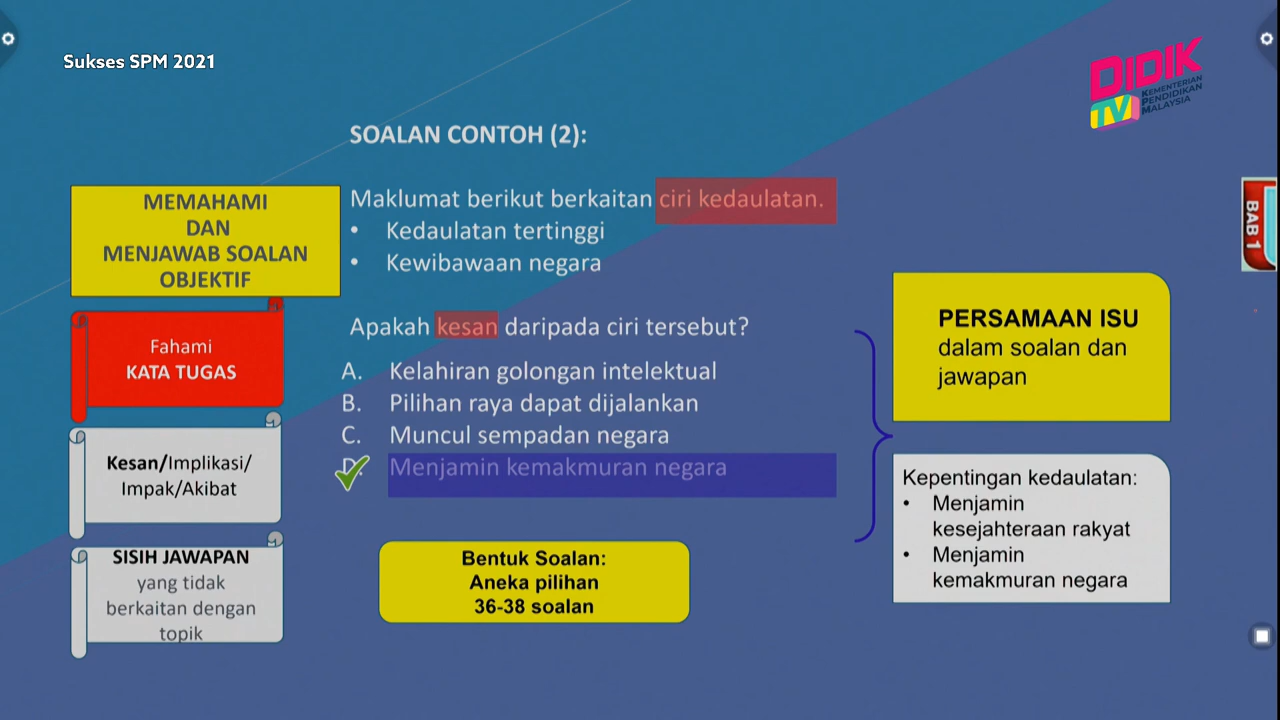 Sukses SPM 2021
DIDIK
TV
KEMENTERIAN
PENDIDIKAN
MALAYSIA
SOALAN CONTOH (2):
MEMAHAMI
DAN
MENJAWAB SOALAN
OBJEKTIF
Fahami
KATA TUGAS
Kesan/Implikasi/
Impak/Akibat
SISIH JAWAPAN
yang tidak
berkaitan dengan
topik
Maklumat berikut berkaitan ciri kedaulatan.
• Kedaulatan tertinggi
• Kewibawaan negara
Apakah kesan daripada ciri tersebut?
A. Kelahiran golongan intelektual
B. Pilihan raya dapat dijalankan
C. Muncul sempadan negara
D. Menjamin kemakmuran negara
Bentuk Soalan:
Aneka pilihan
36-38 soalan
PERSAMAAN ISU
dalam soalan dan
jawapan
Kepentingan kedaulatan:
• Menjamin
kesejahteraan rakyat
• Menjamin
kemakmuran negara
BAB 1